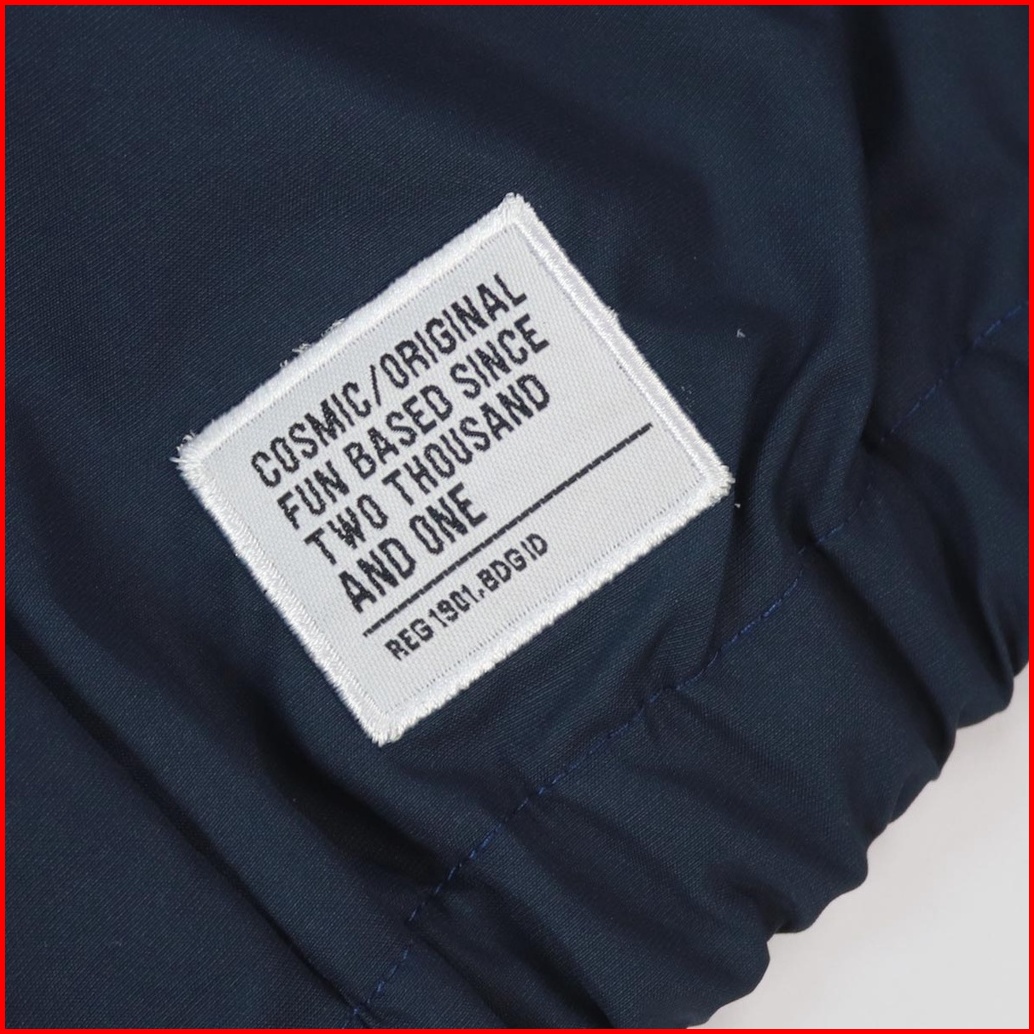 COSMIC/ORIGINAL
FUN BASED SINCE
TWO THOUSAND
AND ONE
REG 1901, BDG ID